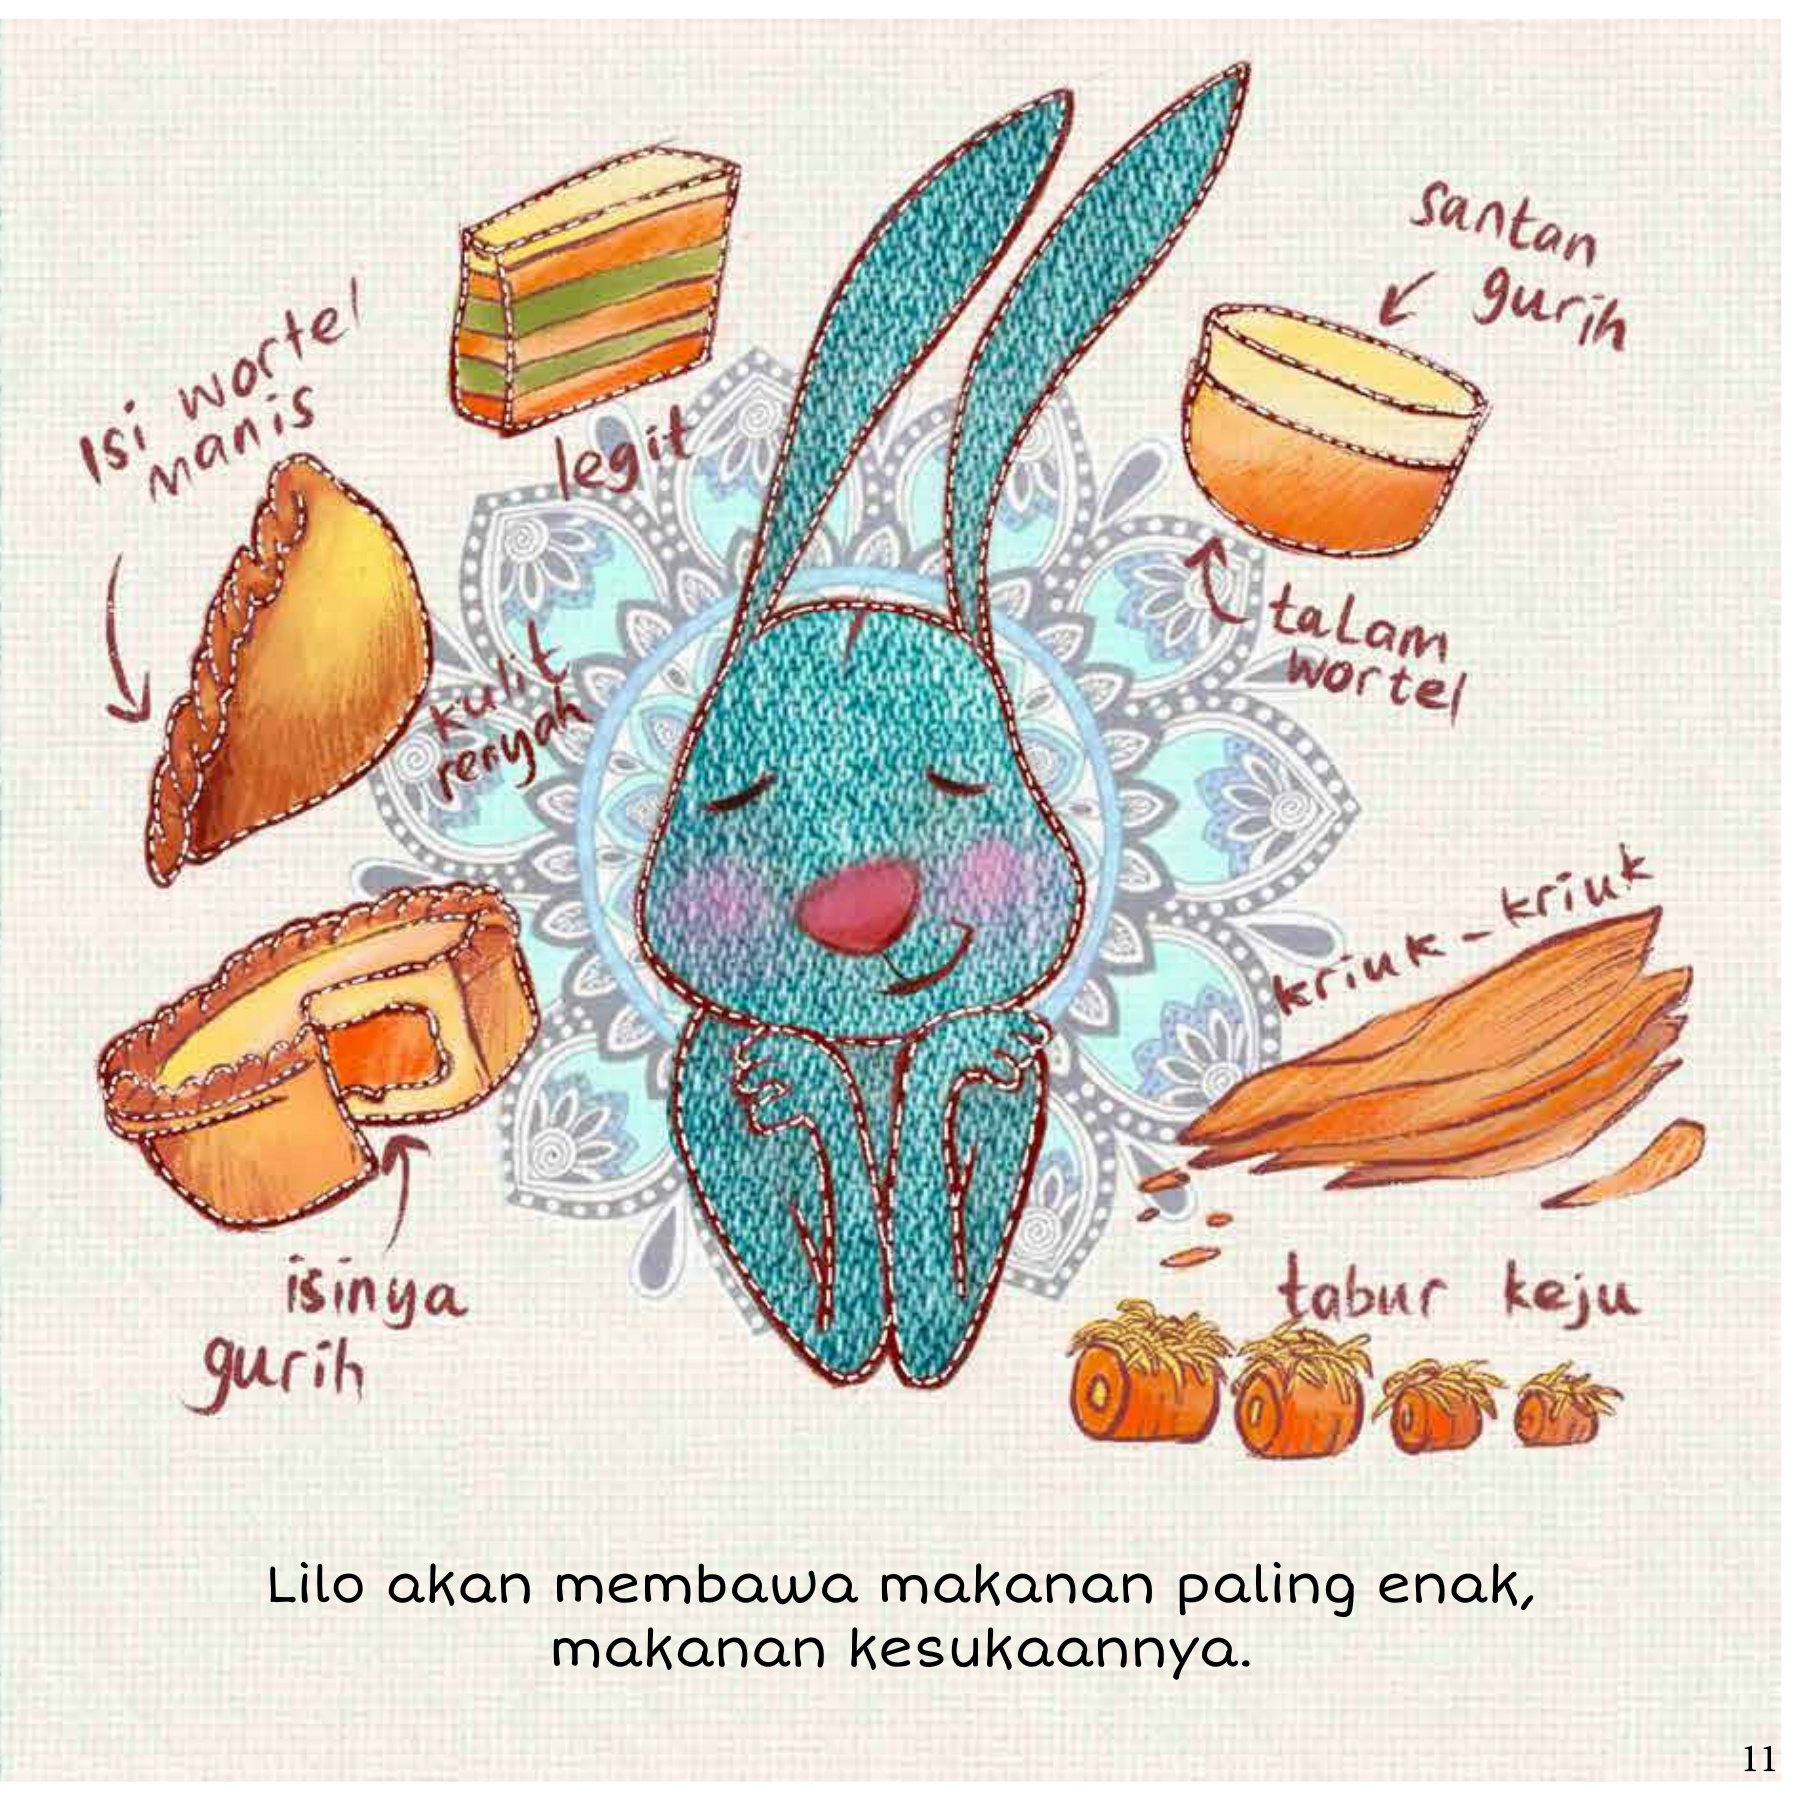 santan
gurih
legit
Isi wortel
manis
talam
wortel
kulit
renyah
kriuk-kriuk
isinya
gurih
tabur keju
Lilo akan membawa makanan paling enak,
makanan kesukaannya.
11